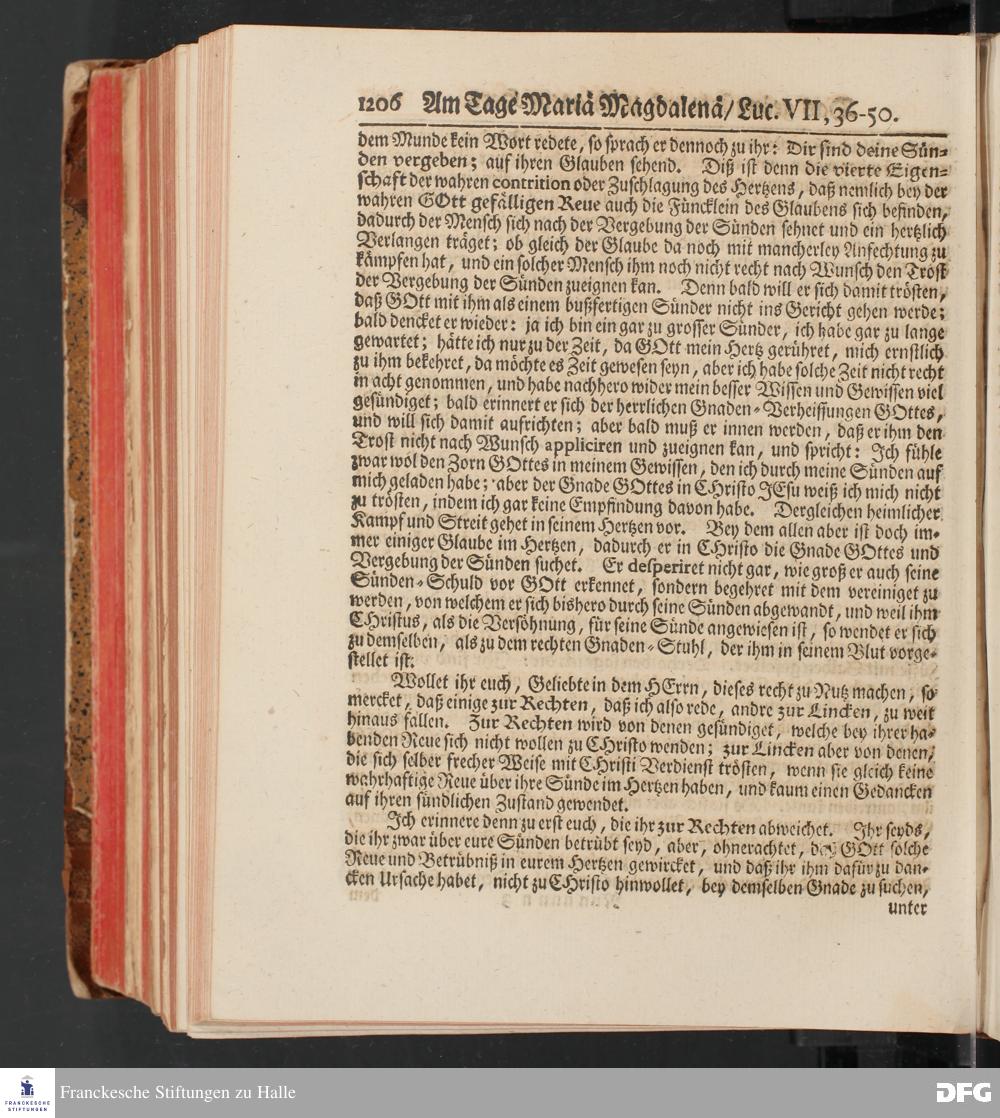 1206 Am Tage Mariä Magdalenä/ Luc. VII, 36-50.
dem Munde kein Wort redete, so sprach er dennoch zu ihr: Dir sind deine Sün-
den vergeben; auf ihren Glauben sehend. Diß ist denn die vierte Eigen-
schaft der wahren contrition oder Zuschlagung des Hertzens, daß nemlich bey der
wahren GOtt gefälligen Reue auch die Füncklein des Glaubens sich befinden,
dadurch der Mensch sich nach der Vergebung der Sünden sehnet und ein hertzlich
Verlangen träget; ob gleich der Glaube da noch mit mancherley Anfechtung zu
kämpfen hat, und ein solcher Mensch ihm noch nicht recht nach Wunsch den Trost
der Vergebung der Sünden zueignen kan. Denn bald will er sich damit trösten,
daß GOtt mit ihm als einem bußfertigen Sünder nicht ins Gericht gehen werde;
bald dencket er wieder: ja ich bin ein gar zu grosser Sünder, ich habe gar zu lange
gewartet; hätte ich nur zu der Zeit, da GOtt mein Hertz gerühret, mich ernstlich
zu ihm bekehret, da möchte es Zeit gewesen seyn, aber ich habe solche Zeit nicht recht
in acht genommen, und habe nachhero wider mein besser Wissen und Gewissen viel
gesündiget; bald erinnert er sich der herrlichen Gnaden-Verheissungen GOttes,
und will sich damit aufrichten; aber bald muß er innen werden, daß er ihm den
Trost nicht nach Wunsch appliciren und zueignen kan, und spricht: Ich fühle
zwar wol den Zorn GOttes in meinem Gewissen, den ich durch meine Sünden auf
mich geladen habe; aber der Gnade GOttes in CHristo JEsu weiß ich mich nicht
zu trösten, indem ich gar keine Empfindung davon habe. Dergleichen heimlicher
Kampf und Streit gehet in seinem Hertzen vor. Bey dem allen aber ist doch im-
mer einiger Glaube im Hertzen, dadurch er in CHristo die Gnade GOttes und
Vergebung der Sünden suchet. Er desperiret nicht gar, wie groß er auch seine
Sünden-Schuld vor GOtt erkennet, sondern begehret mit dem vereiniget zu
werden, von welchem er sich bishero durch seine Sünden abgewandt, und weil ihm
CHristus, als die Versöhnung, für seine Sünde angewiesen ist, so wendet er sich
zu demselben, als zu dem rechten Gnaden-Stuhl, der ihm in seinem Blut vorge-
stellet ist.
Wollet ihr euch, Geliebte in dem HErrn, dieses recht zu Nutz machen, so
mercket, daß einige zur Rechten, daß ich also rede, andre zur Lincken, zu weit
hinaus fallen. Zur Rechten wird von denen gesündiget, welche bey ihrer ha-
benden Reue sich nicht wollen zu CHristo wenden; zur Lincken aber von denen,
die sich selber frecher Weise mit CHristi Verdienst trösten, wenn sie gleich keine
wahrhaftige Reue über ihre Sünde im Hertzen haben, und kaum einen Gedancken
auf ihren sündlichen Zustand gewendet.
Ich erinnere denn zu erst euch, die ihr zur Rechten abweichet. Ihr seyds,
die ihr zwar über eure Sünden betrübt seyd, aber, ohnerachtet, daß GOtt solche
Reue und Betrübniß in eurem Hertzen gewircket, und daß ihr ihm dafür zu dan-
cken Ursache habet, nicht zu CHristo hinwollet, bey demselben Gnade zu suchen,
unter
FRANCKESCHE
STIFTUNGEN
Franckesche Stiftungen zu Halle
DFG